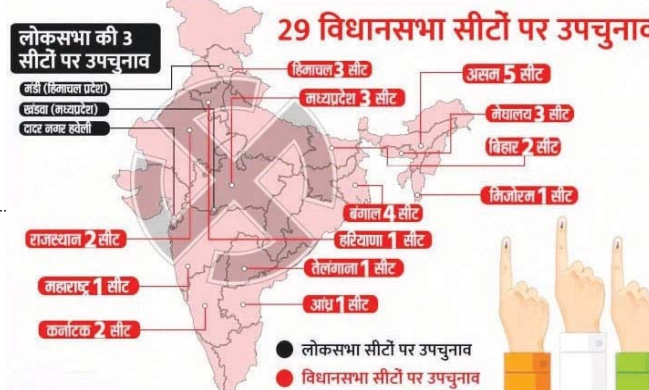 लोकसभा की 3
सीटों पर उपचुनाव
मंडी (हिमाचल प्रदेश)
खंडवा (मध्यप्रदेश)
दादर नगर हवेली
29 विधानसभा सीटों पर उपचुनाव
हिमाचल 3 सीट
मध्यप्रदेश 3 सीट
असम 5 सीट
मेघालय 3 सीट
बिहार 2 सीट
मिजोरम 1 सीट
बंगाल 4 सीट
राजस्थान 2 सीट
हरियाणा 1 सीट
तेलंगाना 1 सीट
महाराष्ट्र 1 सीट
आंध्र 1 सीट
कर्नाटक 2 सीट
लोकसभा सीटों पर उपचुनाव
विधानसभा सीटों पर उपचुनाव